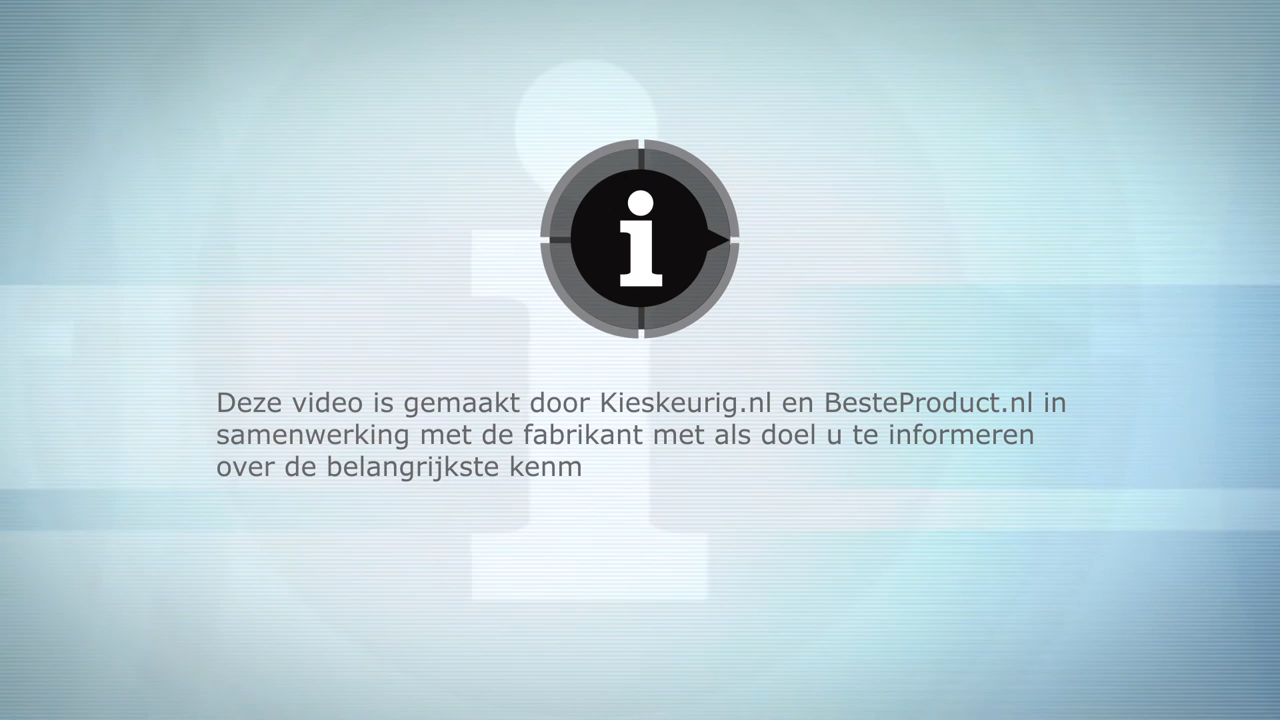 Deze video is gemaakt door Kieskeurig.nl en BesteProduct.nl in
samenwerking met de fabrikant met als doel u te informeren
over de belangrijkste kenm